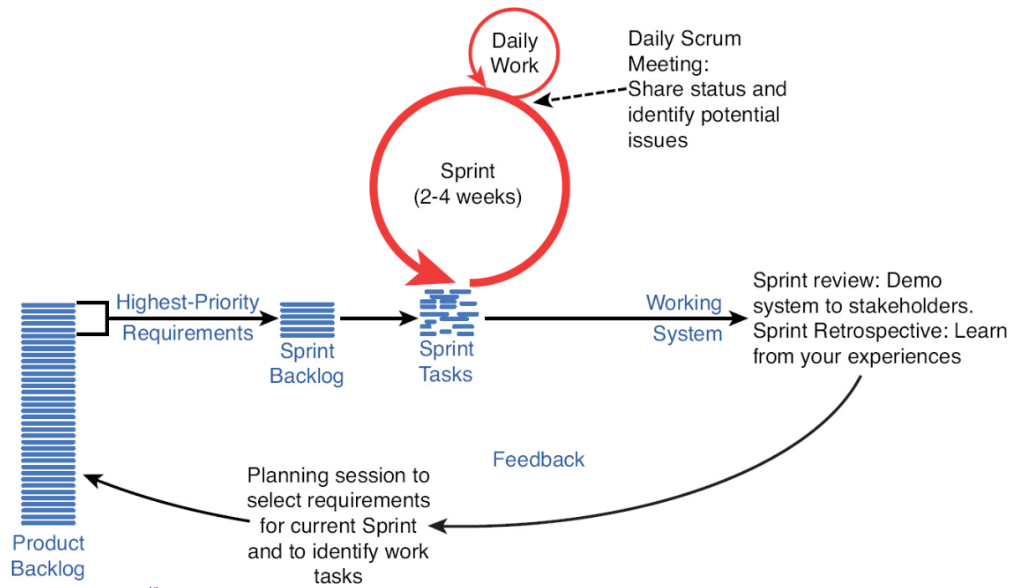 Daily
Work
Daily Scrum
Meeting:
Share status and
identify potential
issues
Sprint
(2-4 weeks)
Highest-Priority
Requirements
Sprint
Backlog
Sprint
Tasks
Working
System
Sprint review: Demo
system to stakeholders.
Sprint Retrospective: Learn
from your experiences
Feedback
Planning session to
select requirements
for current Sprint
and to identify work
tasks
Product
Backlog